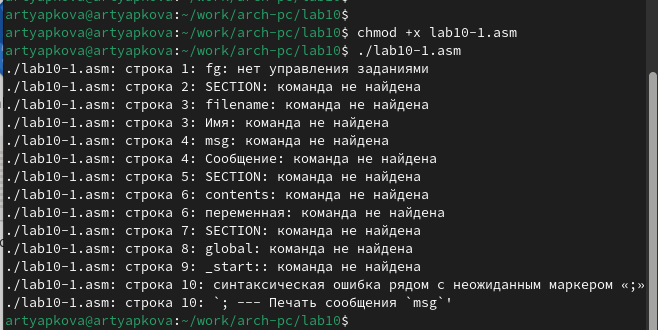 artyapkova@artyapkova:~/work/arch-pc/lab10$
artyapkova@artyapkova:~/work/arch-pc/lab10$
artyapkova@artyapkova:~/work/arch-pc/lab10$ chmod +x lab10-1.asm
artyapkova@artyapkova:~/work/arch-pc/lab10$ ./lab10-1.asm
./lab10-1.asm: строка 1: fg: нет управления заданиями
./lab10-1.asm: строка 2: SECTION: команда не найдена
./lab10-1.asm: строка 3: filename: команда не найдена
./lab10-1.asm: строка 3: Имя: команда не найдена
./lab10-1.asm: строка 4: msg: команда не найдена
./lab10-1.asm: строка 4: Сообщение: команда не найдена
./lab10-1.asm: строка 5: SECTION: команда не найдена
./lab10-1.asm: строка 6: contents: команда не найдена
./lab10-1.asm: строка 6: переменная: команда не найдена
./lab10-1.asm: строка 7: SECTION: команда не найдена
./lab10-1.asm: строка 8: global: команда не найдена
./lab10-1.asm: строка 9: _start:: команда не найдена
./lab10-1.asm: строка 10: синтаксическая ошибка рядом с неожиданным маркером «;»
./lab10-1.asm: строка 10: `; --- Печать сообщения `msg`'
artyapkova@artyapkova:~/work/arch-pc/lab10$